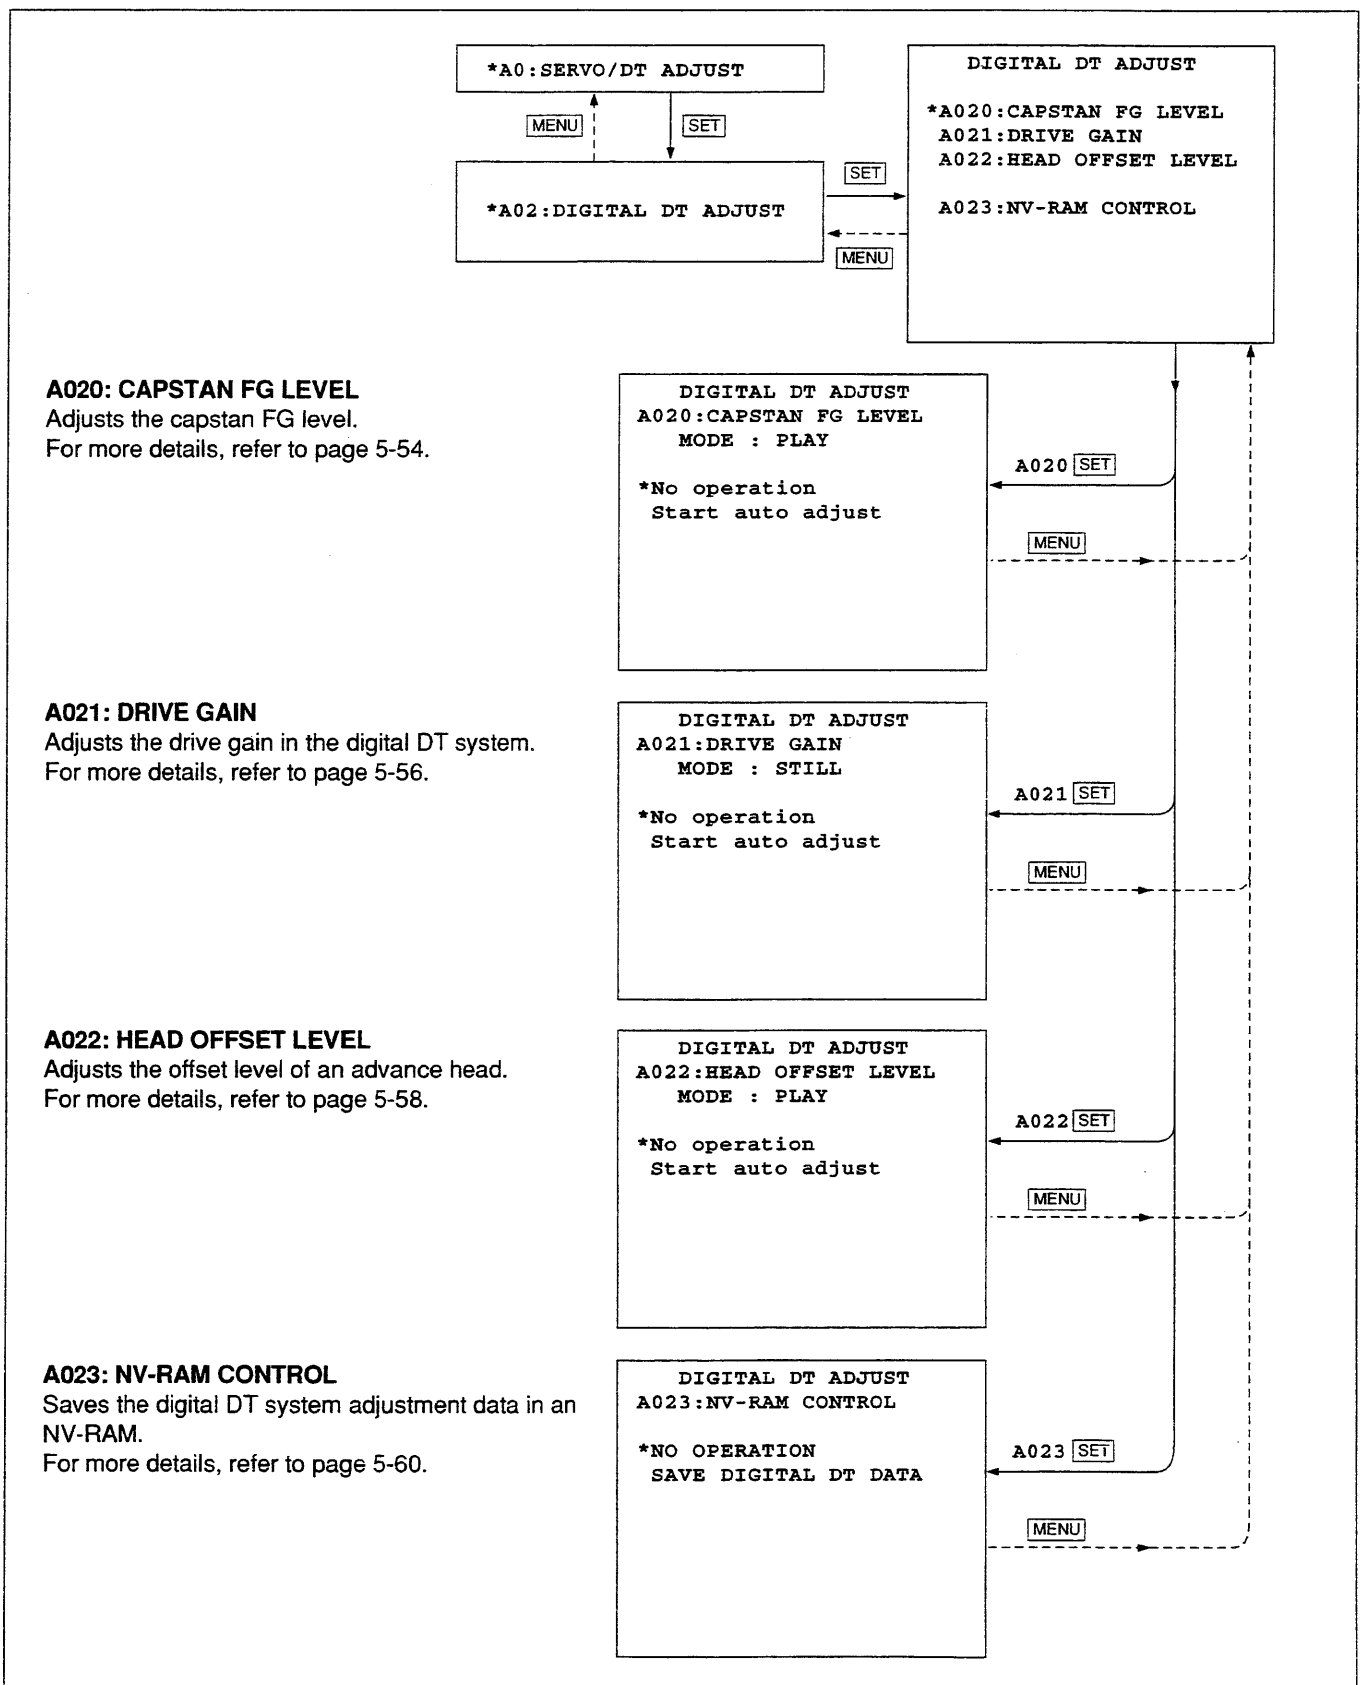 *A0:SERVO/DT ADJUST
MENU
SET
*A02:DIGITAL DT ADJUST
SET
MENU
DIGITAL DT ADJUST
*A020:CAPSTAN FG LEVEL
A021:DRIVE GAIN
A022:HEAD OFFSET LEVEL
A023:NV-RAM CONTROL
A020: CAPSTAN FG LEVEL
Adjusts the capstan FG level.
For more details, refer to page 5-54.
DIGITAL DT ADJUST
A020:CAPSTAN FG LEVEL
MODE : PLAY
*No operation
Start auto adjust
A020 SET
MENU
A021: DRIVE GAIN
Adjusts the drive gain in the digital DT system.
For more details, refer to page 5-56.
DIGITAL DT ADJUST
A021:DRIVE GAIN
MODE : STILL
*No operation
Start auto adjust
A021 SET
MENU
A022: HEAD OFFSET LEVEL
Adjusts the offset level of an advance head.
For more details, refer to page 5-58.
DIGITAL DT ADJUST
A022:HEAD OFFSET LEVEL
MODE : PLAY
*No operation
Start auto adjust
A022 SET
MENU
A023: NV-RAM CONTROL
Saves the digital DT system adjustment data in an
NV-RAM.
For more details, refer to page 5-60.
DIGITAL DT ADJUST
A023:NV-RAM CONTROL
*NO OPERATION
SAVE DIGITAL DT DATA
A023 SET
MENU